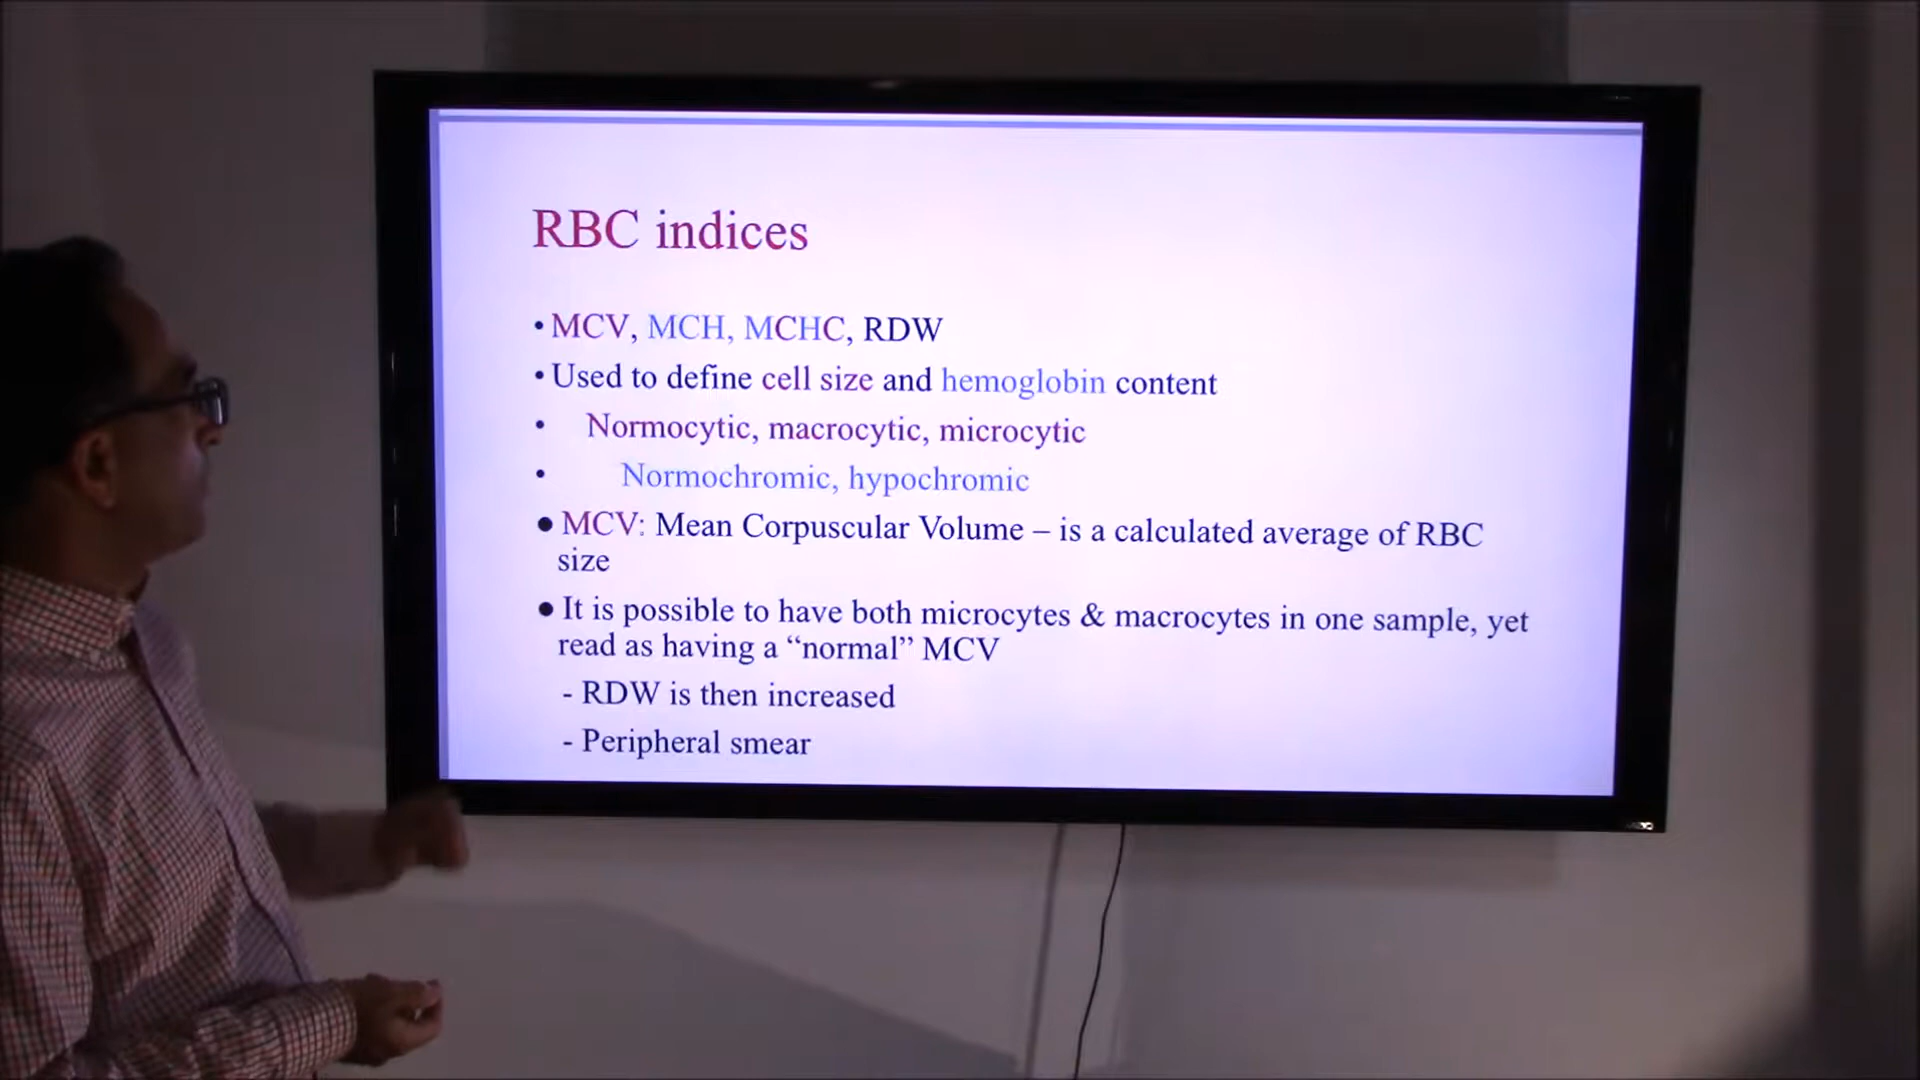 RBC indices
• MCV, MCH, MCHC, RDW
• Used to define cell size and hemoglobin content
• Normocytic, macrocytic, microcytic
• Normochromic, hypochromic
● MCV: Mean Corpuscular Volume – is a calculated average of RBC
size
● It is possible to have both microcytes & macrocytes in one sample, yet
read as having a “normal” MCV
- RDW is then increased
- Peripheral smear